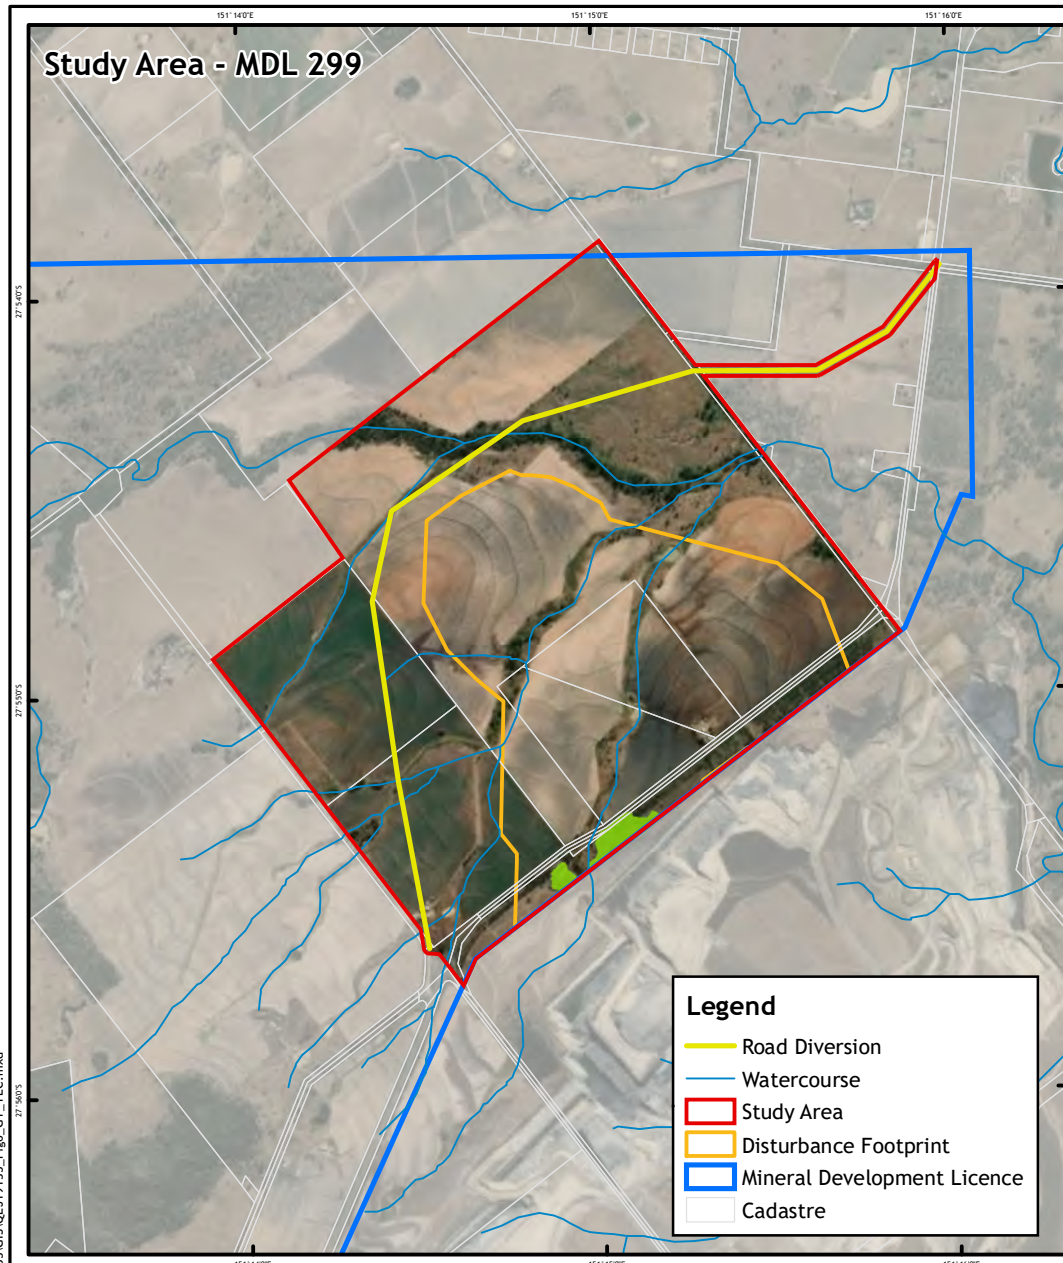 151°14'0"E
151°15'0"E
151°16'0"E
Study Area - MDL 299
27°54'0"S
27°55'0"S
27°56'0"S
Legend
Road Diversion
Watercourse
Study Area
Disturbance Footprint
Mineral Development Licence
Cadastre